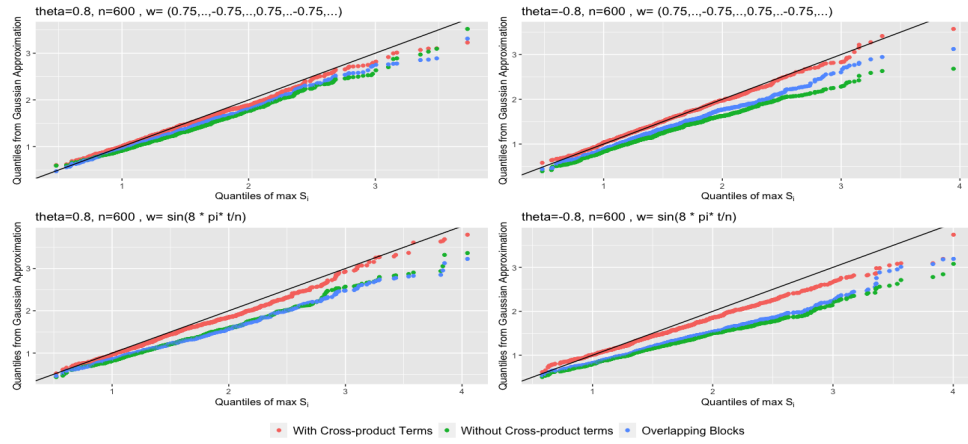 theta=0.8, n=600 , w= (0.75,..,-0.75,..,0.75,..-0.75,...)
Quantiles from Gaussian Approximation
3
2
1
1
2
3
Quantiles of max Si
theta=-0.8, n=600 , w= (0.75,..,-0.75,..,0.75,..-0.75,...)
Quantiles from Gaussian Approximation
3
2
1
1
2
3
4
Quantiles of max Si
theta=0.8, n=600 , w= sin(8 * pi* t/n)
Quantiles from Gaussian Approximation
3
2
1
1
2
3
4
Quantiles of max Si
theta=-0.8, n=600 , w= sin(8 * pi* t/n)
Quantiles from Gaussian Approximation
3
2
1
1
2
3
4
Quantiles of max Si
With Cross-product Terms
Without Cross-product terms
Overlapping Blocks